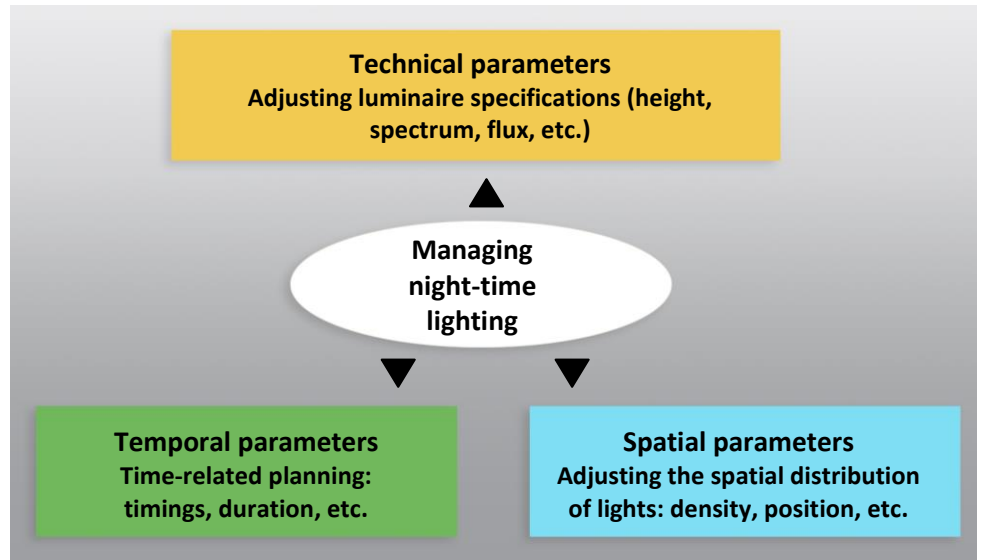 Technical parameters
Adjusting luminaire specifications (height,
spectrum, flux, etc.)
Managing
night-time
lighting
Temporal parameters
Time-related planning:
timings, duration, etc.
Spatial parameters
Adjusting the spatial distribution
of lights: density, position, etc.